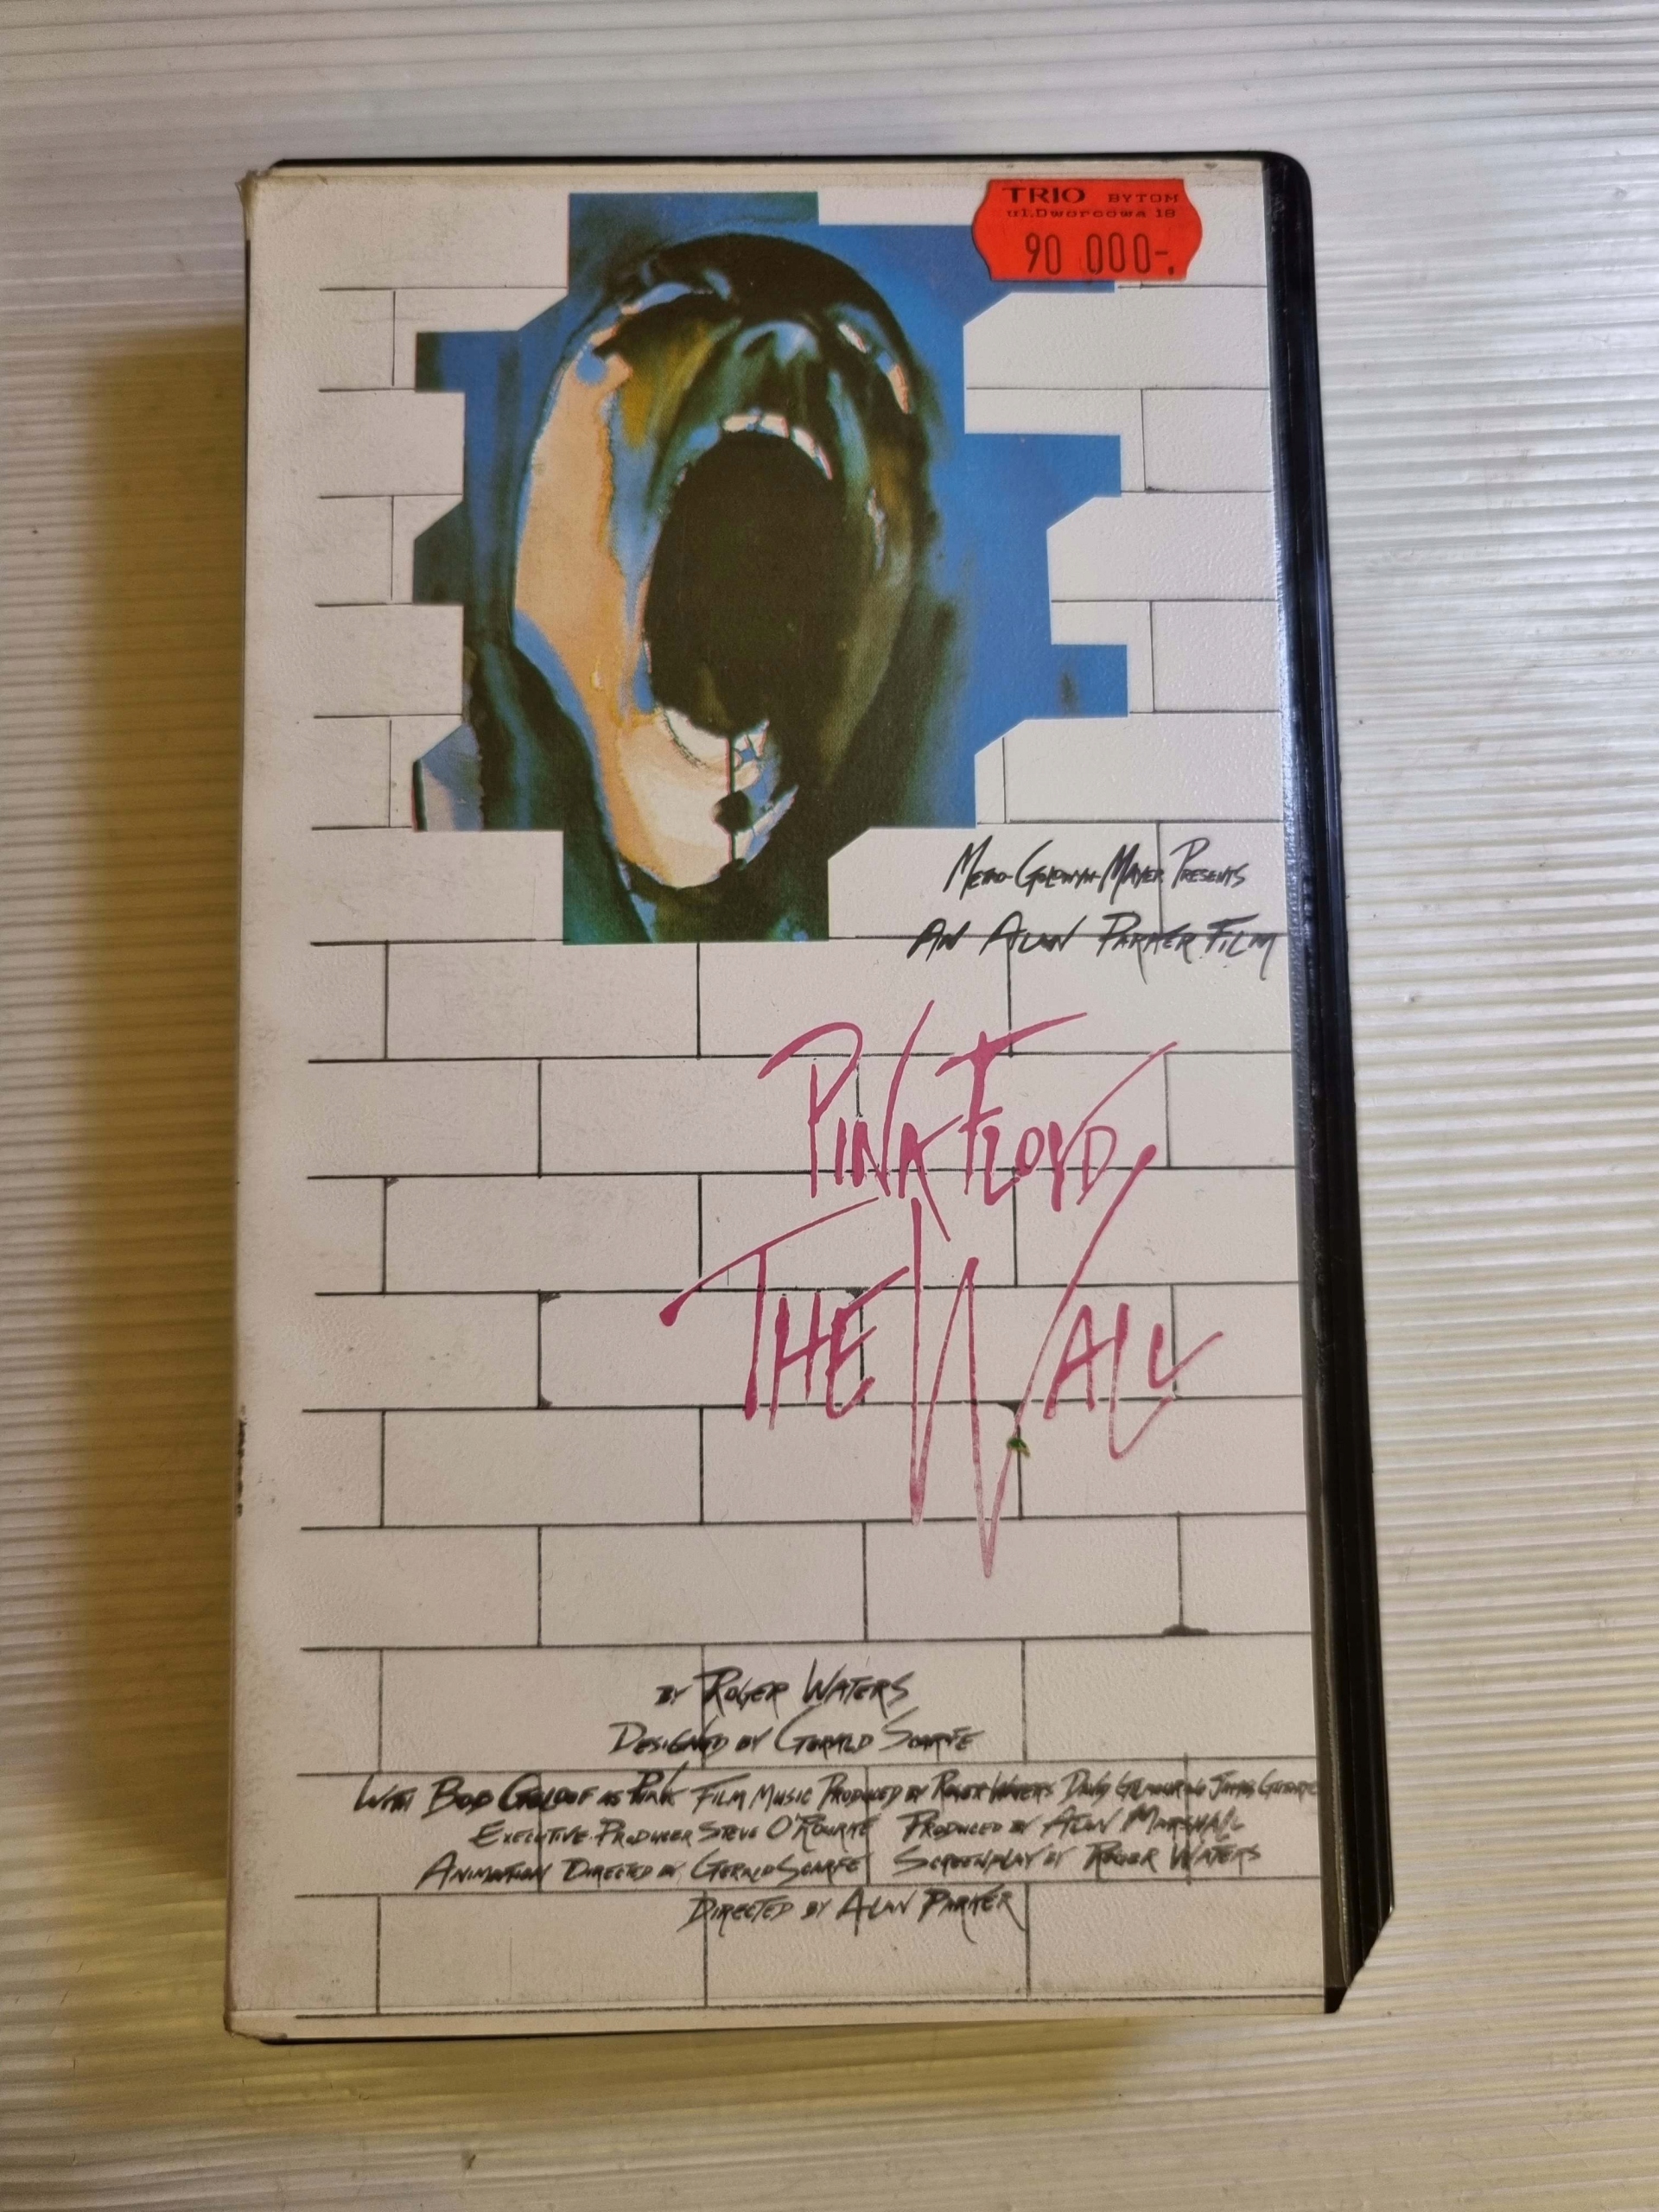 TRIO BYTOM
ul.Dworcowa 18
90 000-.
METRO-GOLDWYN-MAYER PRESENTS
AN ALAN PARKER FILM
PINK FLOYD
THE WALL
BY ROGER WATERS
DESIGNED BY GERALD SCARFE
WITH BOB GELDOF AS PINK FILM MUSIC PRODUCED BY ROGER WATERS DAVID GILMOUR AND JAMES GUTHRIE
EXECUTIVE PRODUCER STEVE O'ROURKE PRODUCED BY ALAN MARSHALL
ANIMATION DIRECTED BY GERALD SCARFE SCREENPLAY BY ROGER WATERS
DIRECTED BY ALAN PARKER